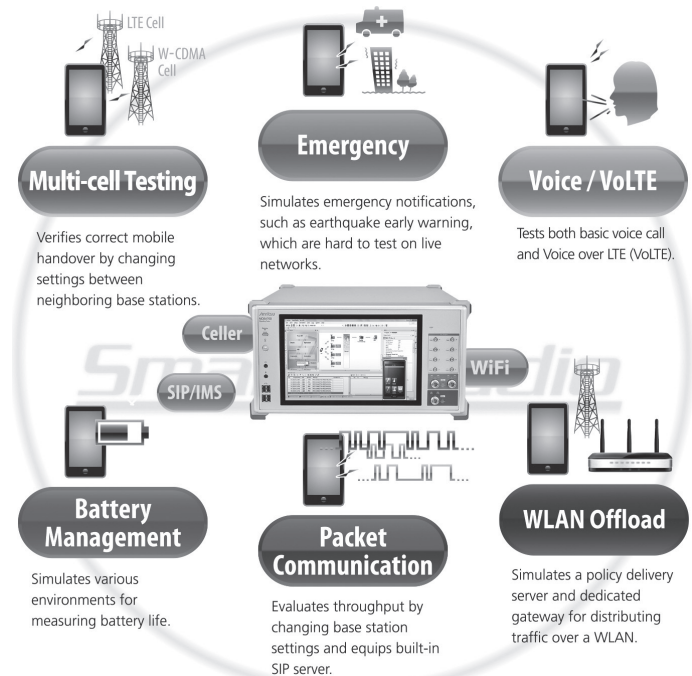 LTE Cell
W-CDMA
Cell
Multi-cell Testing
Verifies correct mobile
handover by changing
settings between
neighboring base stations.
Emergency
Simulates emergency notifications,
such as earthquake early warning,
which are hard to test on live
networks.
Voice / VoLTE
Tests both basic voice call
and Voice over LTE (VoLTE).
Celler
SIP/IMS
WiFi
Anritsu
Battery
Management
Simulates various
environments for
measuring battery life.
Packet
Communication
Evaluates throughput by
changing base station
settings and equips built-in
SIP server.
WLAN Offload
Simulates a policy delivery
server and dedicated
gateway for distributing
traffic over a WLAN.